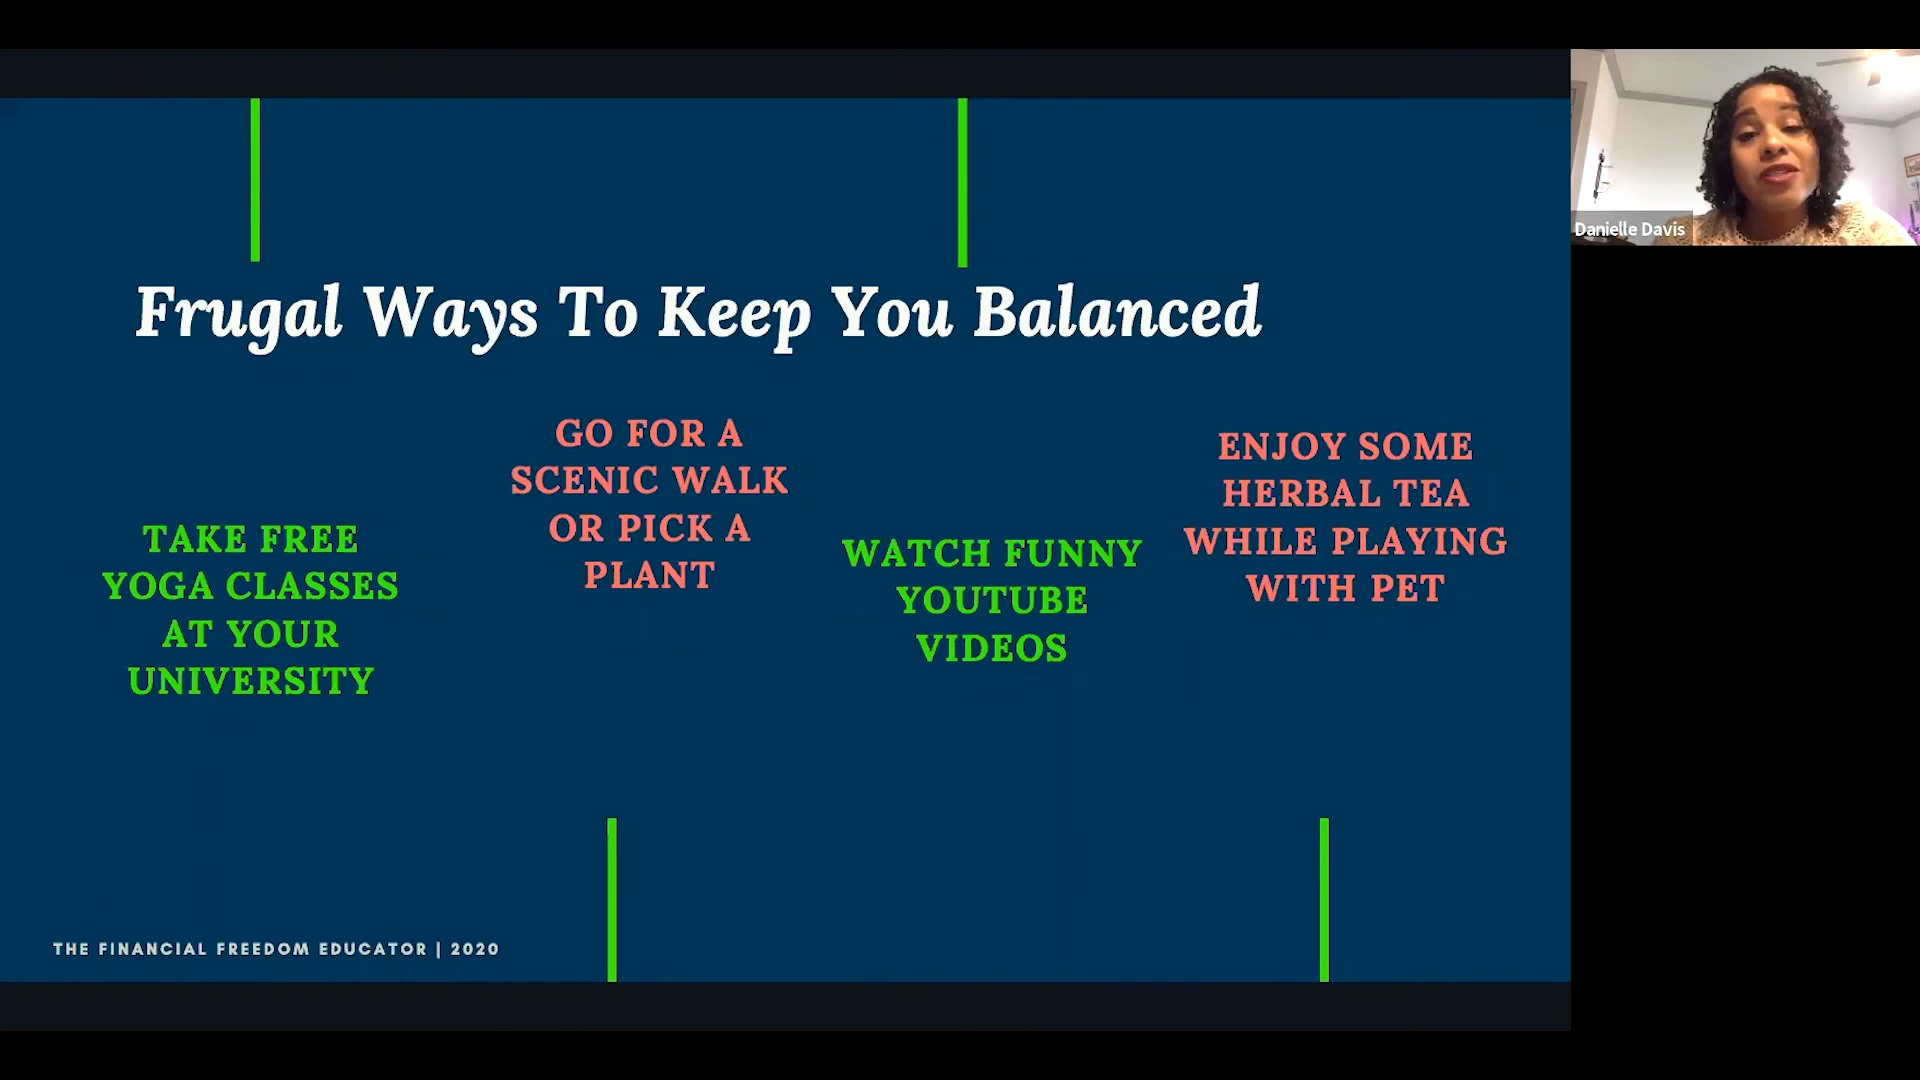 Frugal Ways To Keep You Balanced
TAKE FREE
YOGA CLASSES
AT YOUR
UNIVERSITY
GO FOR A
SCENIC WALK
OR PICK A
PLANT
WATCH FUNNY
YOUTUBE
VIDEOS
ENJOY SOME
HERBAL TEA
WHILE PLAYING
WITH PET
THE FINANCIAL FREEDOM EDUCATOR | 2020
Danielle Davis